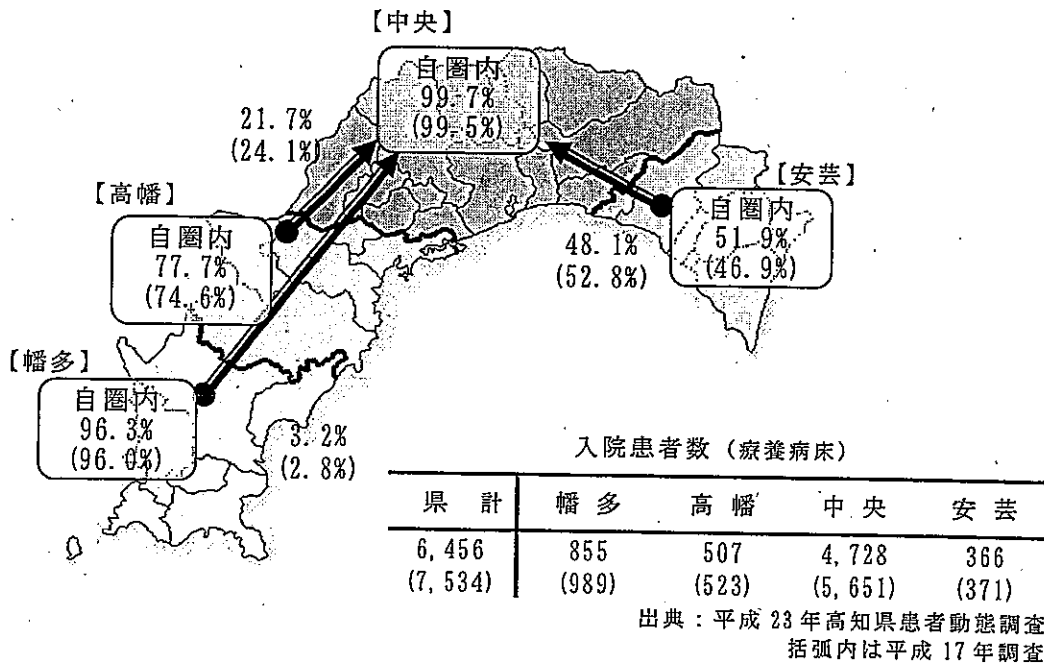 【中央】
自圏内
99.7%
(99.5%)
21.7%
(24.1%)
【高幡】
自圏内
77.7%
(74.6%)
【安芸】
自圏内
51.9%
(46.9%)
48.1%
(52.8%)
【幡多】
自圏内
96.3%
(96.0%)
3.2%
(2.8%)
入院患者数（療養病床）
県計 幡多 高幡 中央 安芸
6,456 855 507 4,728 366
(7,534) (989) (523) (5,651) (371)
出典：平成23年高知県患者動態調査
括弧内は平成17年調査